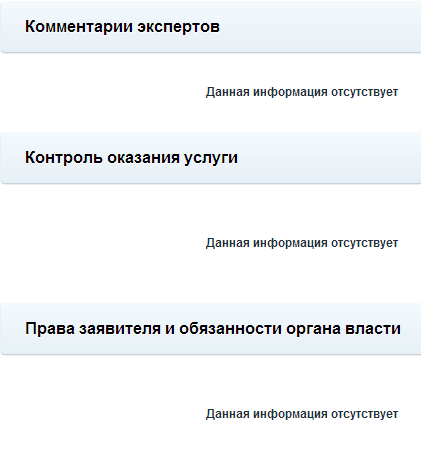 Комментарии экспертов
Данная информация отсутствует
Контроль оказания услуги
Данная информация отсутствует
Права заявителя и обязанности органа власти
Данная информация отсутствует